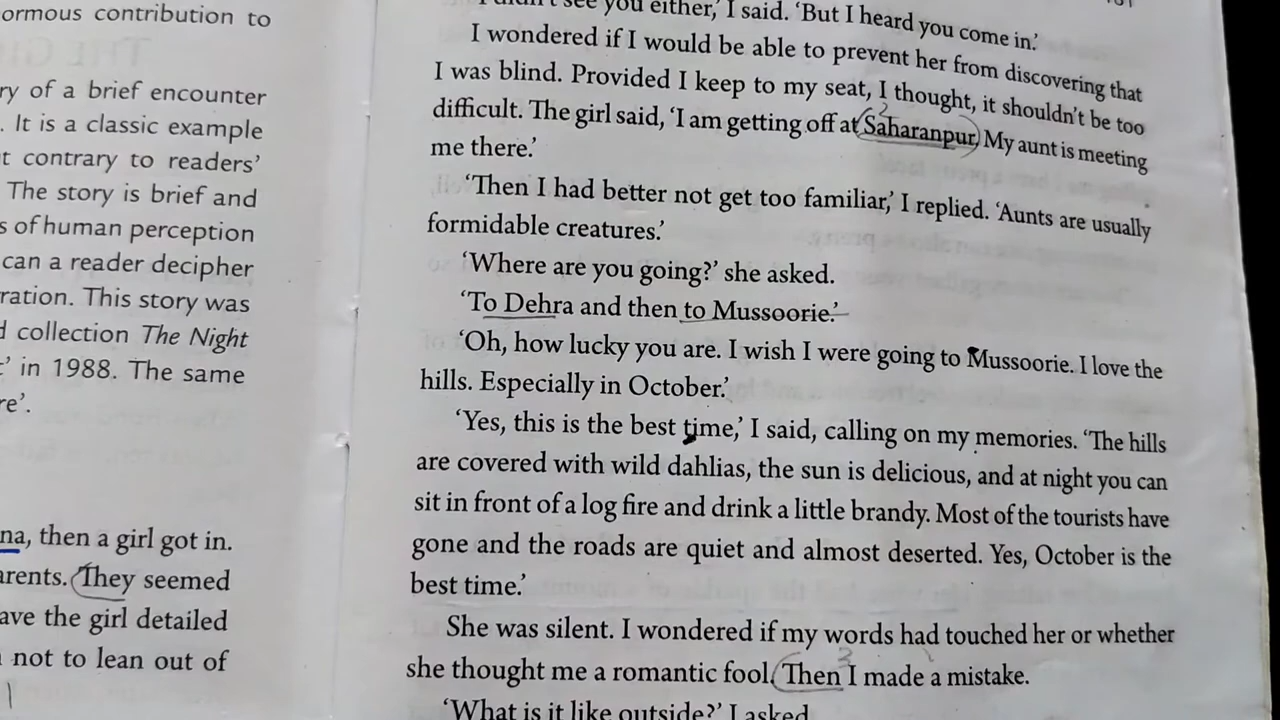 ormous contribution to
ry of a brief encounter
. It is a classic example
t contrary to readers'
The story is brief and
s of human perception
can a reader decipher
ration. This story was
d collection The Night
' in 1988. The same
re'.
na, then a girl got in.
arents. They seemed
ave the girl detailed
not to lean out of
see you either,' I said. 'But I heard you come in.'
I wondered if I would be able to prevent her from discovering that
I was blind. Provided I keep to my seat, I thought, it shouldn't be too
difficult. The girl said, 'I am getting off at Saharanpur. My aunt is meeting
me there.'
'Then I had better not get too familiar,' I replied. 'Aunts are usually
formidable creatures.'
'Where are you going?' she asked.
'To Dehra and then to Mussoorie.'
'Oh, how lucky you are. I wish I were going to Mussoorie. I love the
hills. Especially in October.'
'Yes, this is the best time,' I said, calling on my memories. 'The hills
are covered with wild dahlias, the sun is delicious, and at night you can
sit in front of a log fire and drink a little brandy. Most of the tourists have
gone and the roads are quiet and almost deserted. Yes, October is the
best time.'
She was silent. I wondered if my words had touched her or whether
she thought me a romantic fool. Then I made a mistake.
'What is it like outside?' I asked